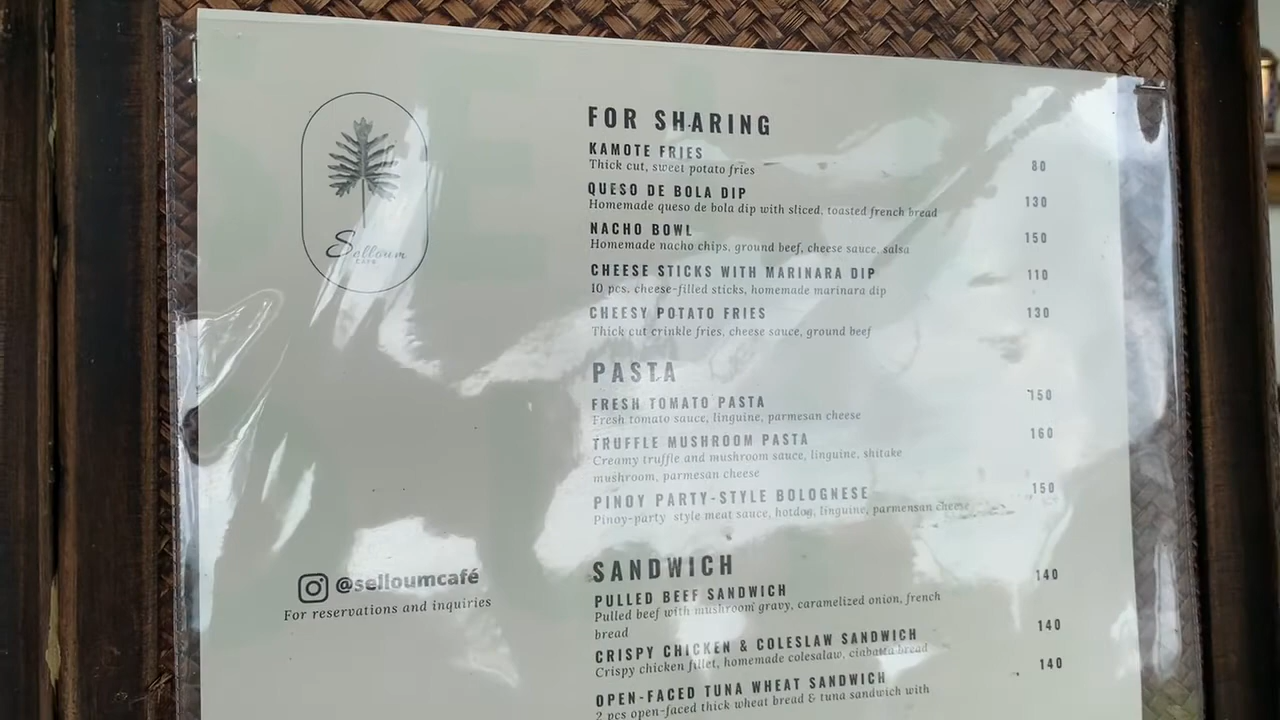 Selloum
CAFE
@selloumcafé
For reservations and inquiries
FOR SHARING
KAMOTE FRIES 80
Thick cut, sweet potato fries
QUESO DE BOLA DIP 130
Homemade queso de bola dip with sliced, toasted french bread
NACHO BOWL 150
Homemade nacho chips, ground beef, cheese sauce, salsa
CHEESE STICKS WITH MARINARA DIP 110
10 pcs, cheese-filled sticks, homemade marinara dip
CHEESY POTATO FRIES 130
Thick cut crinkle fries, cheese sauce, ground beef
PASTA
FRESH TOMATO PASTA 150
Fresh tomato sauce, linguine, parmesan cheese
TRUFFLE MUSHROOM PASTA 160
Creamy truffle and mushroom sauce, linguine, shitake
mushroom, parmesan cheese
PINOY PARTY-STYLE BOLOGNESE 150
Pinoy-party style meat sauce, hotdog, linguine, parmensan cheese
SANDWICH
PULLED BEEF SANDWICH 140
Pulled beef with mushroom gravy, caramelized onion, french
bread
CRISPY CHICKEN & COLESLAW SANDWICH 140
Crispy chicken fillet, homemade colesalaw, ciabatta bread
OPEN-FACED TUNA WHEAT SANDWICH 140
2 pcs open-faced thick wheat bread & tuna sandwich with